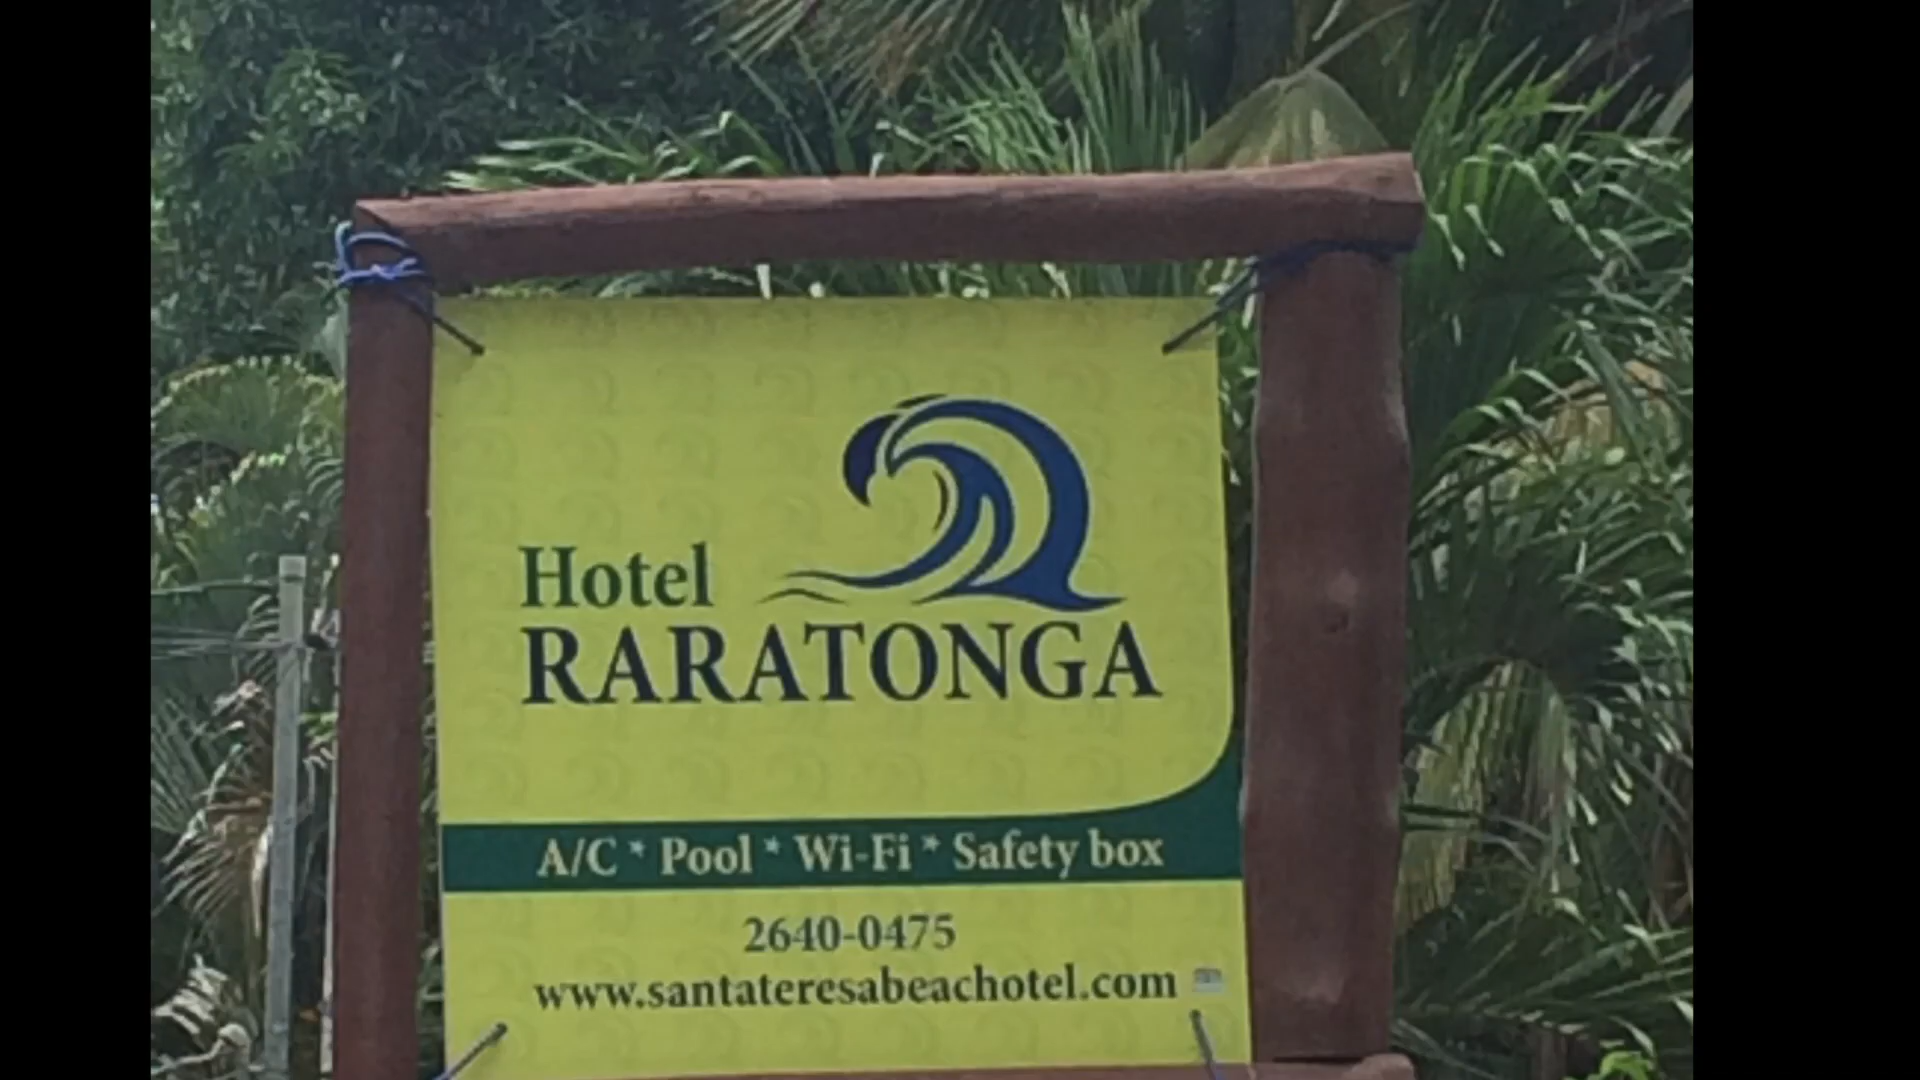 Hotel
RARATONGA
A/C * Pool * Wi-Fi * Safety box
2640-0475
www.santateresabeachotel.com